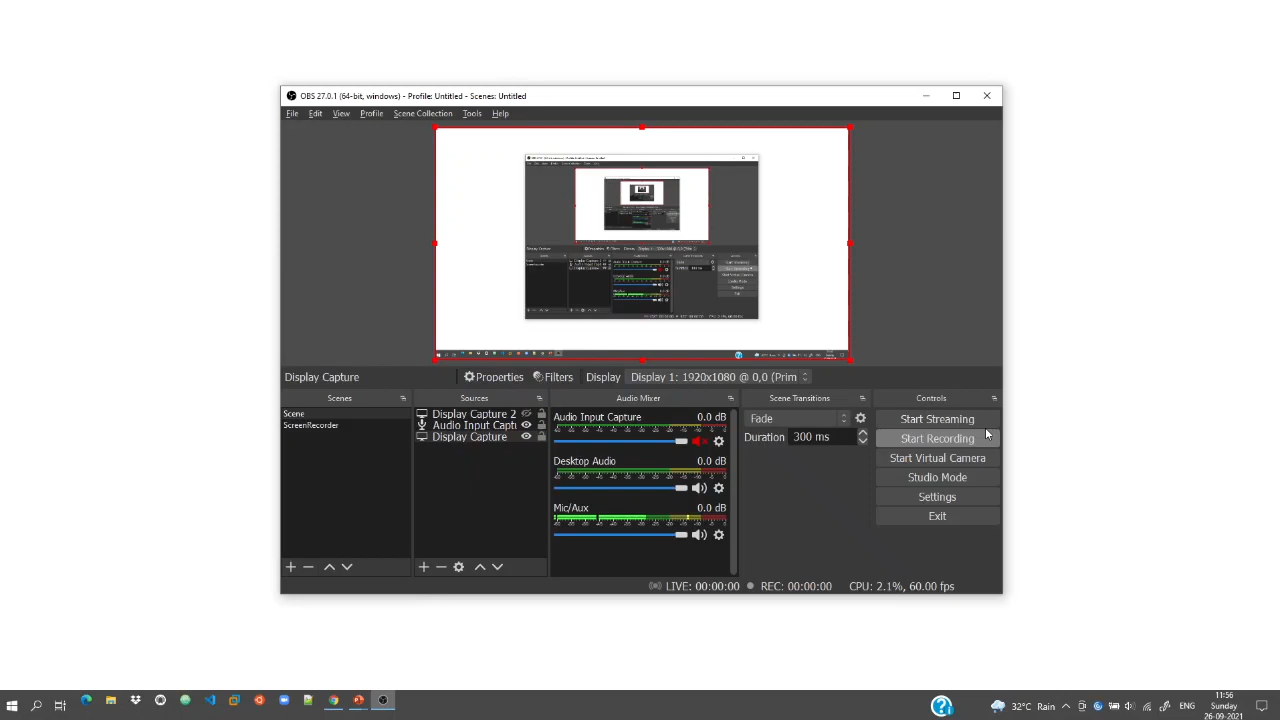 OBS 27.0.1 (64-bit, windows) - Profile: Untitled - Scenes: Untitled
File Edit View Profile Scene Collection Tools Help
Display Capture Properties Filters Display Display 1: 1920x1080 @ 0,0 (Prim
Scenes
Scene
ScreenRecorder
Sources
Display Capture 2
Audio Input Captu
Display Capture
Audio Mixer
Audio Input Capture 0.0 dB
Desktop Audio 0.0 dB
Mic/Aux 0.0 dB
Scene Transitions
Fade
Duration 300 ms
Controls
Start Streaming
Start Recording
Start Virtual Camera
Studio Mode
Settings
Exit
LIVE: 00:00:00 REC: 00:00:00 CPU: 2.1%, 60.00 fps
32°C Rain ENG
11:56
Sunday
26-09-2021